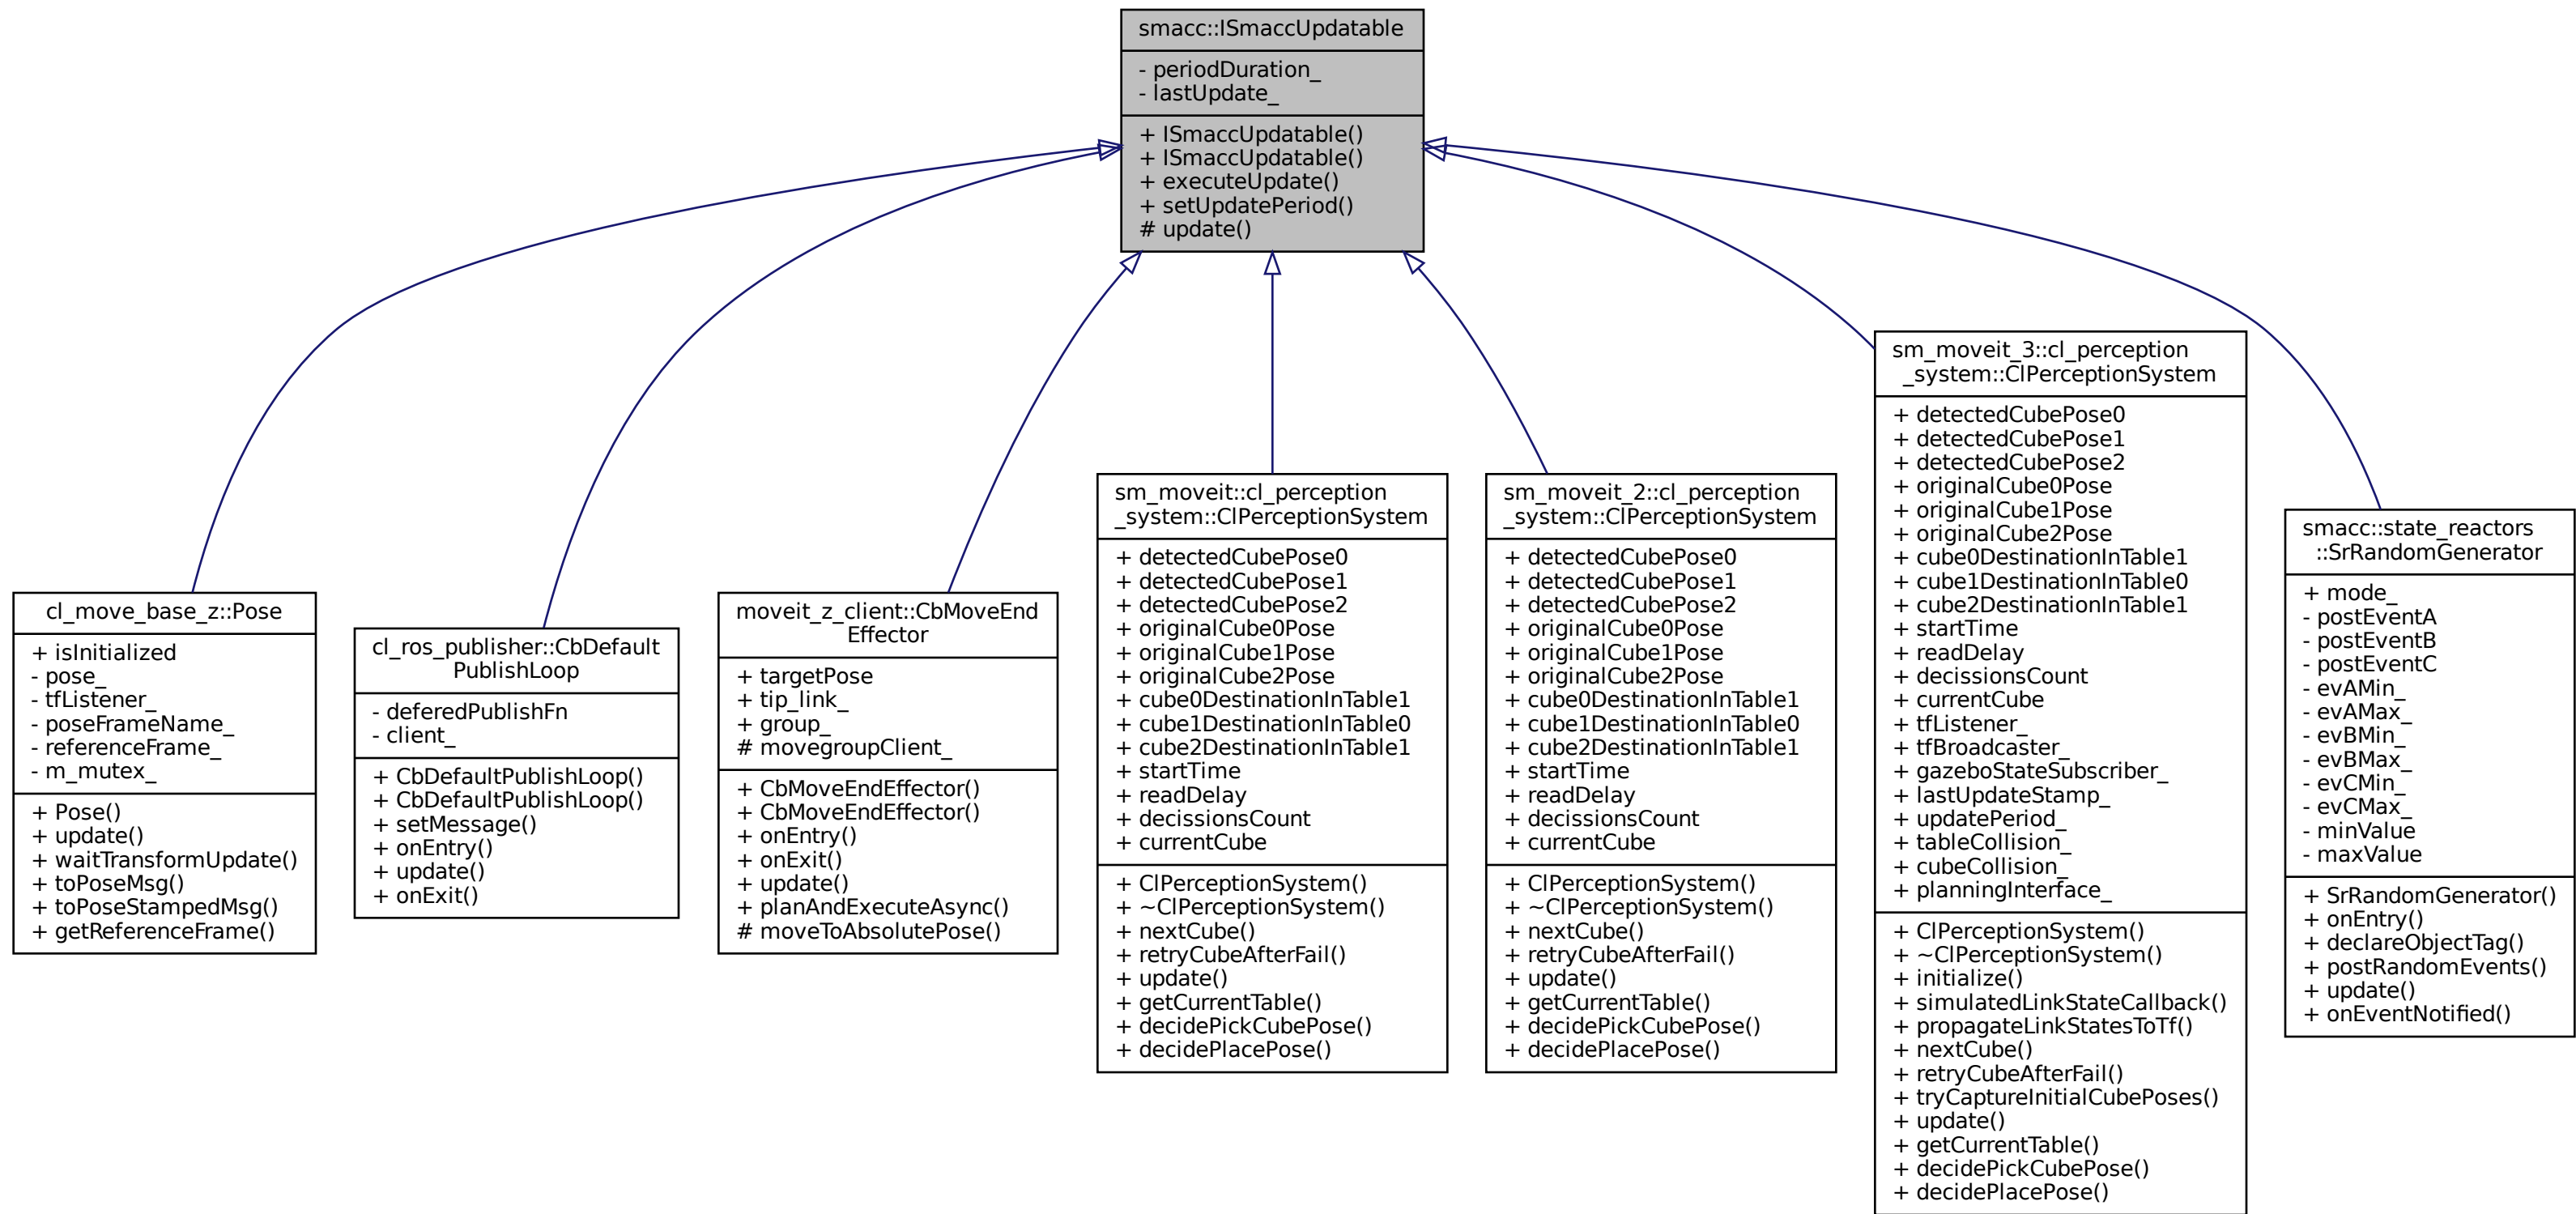 smacc::ISmaccUpdatable
- periodDuration_
- lastUpdate_
+ ISmaccUpdatable()
+ ISmaccUpdatable()
+ executeUpdate()
+ setUpdatePeriod()
# update()
cl_move_base_z::Pose
+ isInitialized
- pose_
- tfListener_
- poseFrameName_
- referenceFrame_
- m_mutex_
+ Pose()
+ update()
+ waitTransformUpdate()
+ toPoseMsg()
+ toPoseStampedMsg()
+ getReferenceFrame()
cl_ros_publisher::CbDefault
PublishLoop
- deferedPublishFn
- client_
+ CbDefaultPublishLoop()
+ CbDefaultPublishLoop()
+ setMessage()
+ onEntry()
+ update()
+ onExit()
moveit_z_client::CbMoveEnd
Effector
+ targetPose
+ tip_link_
+ group_
# movegroupClient_
+ CbMoveEndEffector()
+ CbMoveEndEffector()
+ onEntry()
+ onExit()
+ update()
+ planAndExecuteAsync()
# moveToAbsolutePose()
sm_moveit::cl_perception
_system::ClPerceptionSystem
+ detectedCubePose0
+ detectedCubePose1
+ detectedCubePose2
+ originalCube0Pose
+ originalCube1Pose
+ originalCube2Pose
+ cube0DestinationInTable1
+ cube1DestinationInTable0
+ cube2DestinationInTable1
+ startTime
+ readDelay
+ decissionsCount
+ currentCube
+ ClPerceptionSystem()
+ ~ClPerceptionSystem()
+ nextCube()
+ retryCubeAfterFail()
+ update()
+ getCurrentTable()
+ decidePickCubePose()
+ decidePlacePose()
sm_moveit_2::cl_perception
_system::ClPerceptionSystem
+ detectedCubePose0
+ detectedCubePose1
+ detectedCubePose2
+ originalCube0Pose
+ originalCube1Pose
+ originalCube2Pose
+ cube0DestinationInTable1
+ cube1DestinationInTable0
+ cube2DestinationInTable1
+ startTime
+ readDelay
+ decissionsCount
+ currentCube
+ ClPerceptionSystem()
+ ~ClPerceptionSystem()
+ nextCube()
+ retryCubeAfterFail()
+ update()
+ getCurrentTable()
+ decidePickCubePose()
+ decidePlacePose()
sm_moveit_3::cl_perception
_system::ClPerceptionSystem
+ detectedCubePose0
+ detectedCubePose1
+ detectedCubePose2
+ originalCube0Pose
+ originalCube1Pose
+ originalCube2Pose
+ cube0DestinationInTable1
+ cube1DestinationInTable0
+ cube2DestinationInTable1
+ startTime
+ readDelay
+ decissionsCount
+ currentCube
+ tfListener_
+ tfBroadcaster_
+ gazeboStateSubscriber_
+ lastUpdateStamp_
+ updatePeriod_
+ tableCollision_
+ cubeCollision_
+ planningInterface_
+ ClPerceptionSystem()
+ ~ClPerceptionSystem()
+ initialize()
+ simulatedLinkStateCallback()
+ propagateLinkStatesToTf()
+ nextCube()
+ retryCubeAfterFail()
+ tryCaptureInitialCubePoses()
+ update()
+ getCurrentTable()
+ decidePickCubePose()
+ decidePlacePose()
smacc::state_reactors
::SrRandomGenerator
+ mode_
- postEventA
- postEventB
- postEventC
- evAMin_
- evAMax_
- evBMin_
- evBMax_
- evCMin_
- evCMax_
- minValue
- maxValue
+ SrRandomGenerator()
+ onEntry()
+ declareObjectTag()
+ postRandomEvents()
+ update()
+ onEventNotified()